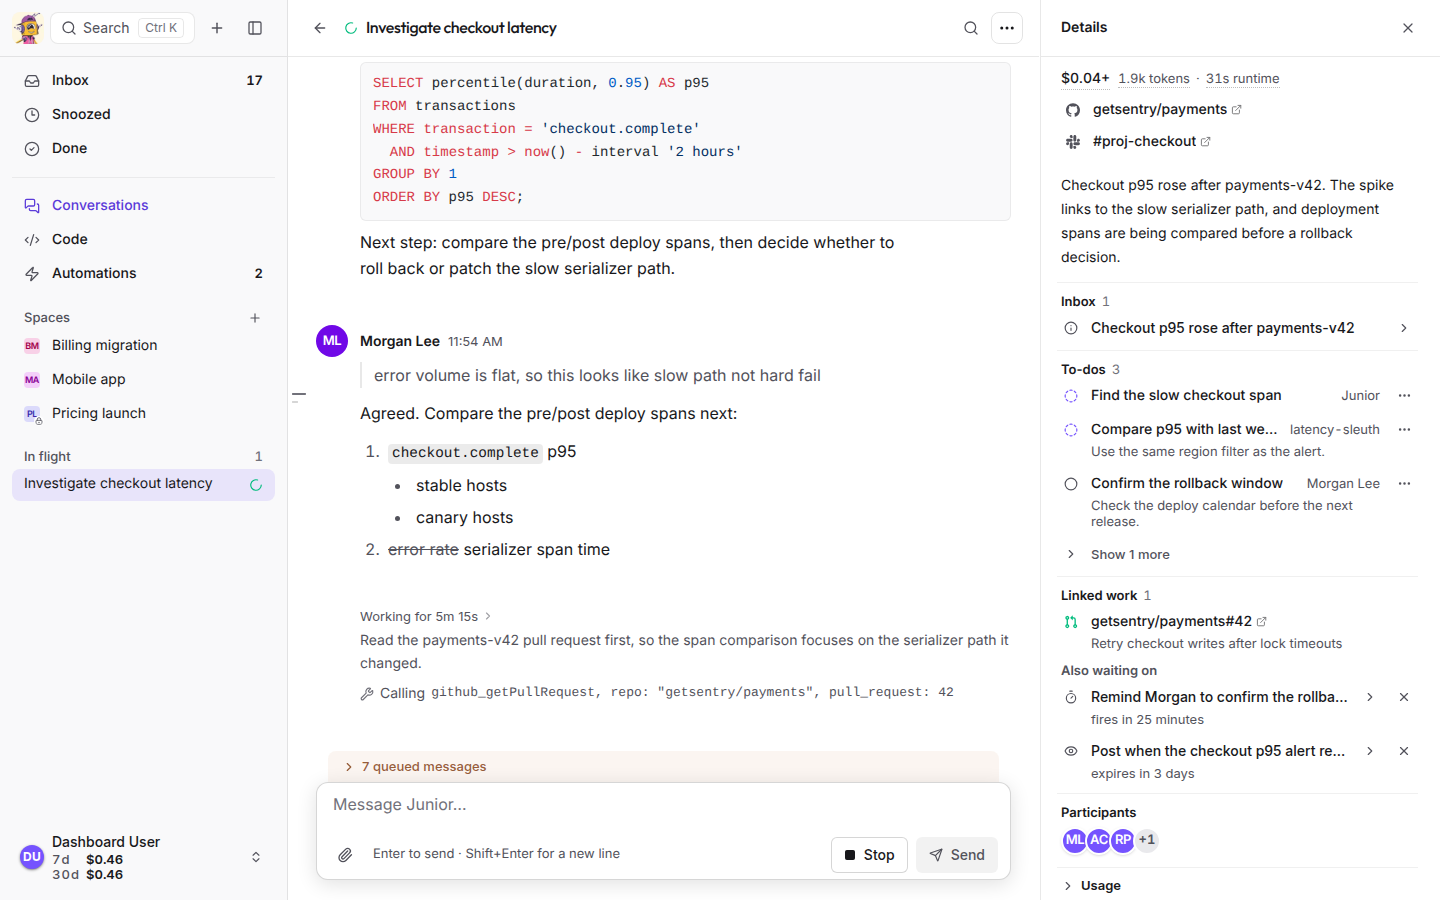 Search Ctrl K
Inbox 17
Snoozed
Done
Conversations
Code
Automations 2
Spaces
BM Billing migration
MA Mobile app
PL Pricing launch
In flight 1
Investigate checkout latency
DU Dashboard User
7d $0.46
30d $0.46
Investigate checkout latency
SELECT percentile(duration, 0.95) AS p95
FROM transactions
WHERE transaction = 'checkout.complete'
AND timestamp > now() - interval '2 hours'
GROUP BY 1
ORDER BY p95 DESC;
Next step: compare the pre/post deploy spans, then decide whether to
roll back or patch the slow serializer path.
ML Morgan Lee 11:54 AM
error volume is flat, so this looks like slow path not hard fail
Agreed. Compare the pre/post deploy spans next:
1. checkout.complete p95
• stable hosts
• canary hosts
2. error rate serializer span time
Working for 5m 15s
Read the payments-v42 pull request first, so the span comparison focuses on the serializer path it
changed.
Calling github_getPullRequest, repo: "getsentry/payments", pull_request: 42
7 queued messages
Message Junior...
Enter to send · Shift+Enter for a new line
Stop
Send
Details
$0.04+ 1.9k tokens · 31s runtime
getsentry/payments
#proj-checkout
Checkout p95 rose after payments-v42. The spike
links to the slow serializer path, and deployment
spans are being compared before a rollback
decision.
Inbox 1
Checkout p95 rose after payments-v42
To-dos 3
Find the slow checkout span Junior
Compare p95 with last we... latency-sleuth
Use the same region filter as the alert.
Confirm the rollback window Morgan Lee
Check the deploy calendar before the next
release.
Show 1 more
Linked work 1
getsentry/payments#42
Retry checkout writes after lock timeouts
Also waiting on
Remind Morgan to confirm the rollba...
fires in 25 minutes
Post when the checkout p95 alert re...
expires in 3 days
Participants
ML AC RP +1
Usage